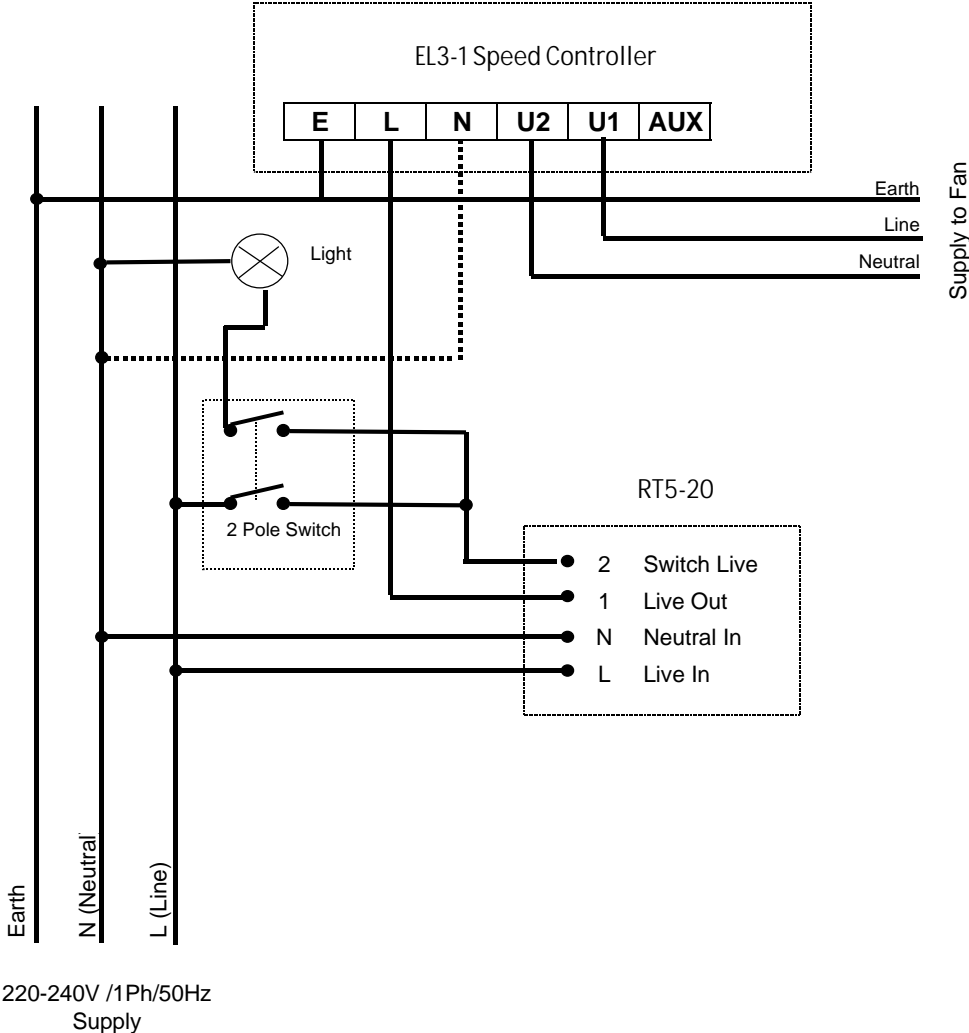 EL3-1 Speed Controller
E L N U2 U1 AUX
Earth
Line
Neutral
Supply to Fan
Light
2 Pole Switch
RT5-20
2 Switch Live
1 Live Out
N Neutral In
L Live In
Earth
N (Neutral)
L (Line)
220-240V /1Ph/50Hz
Supply